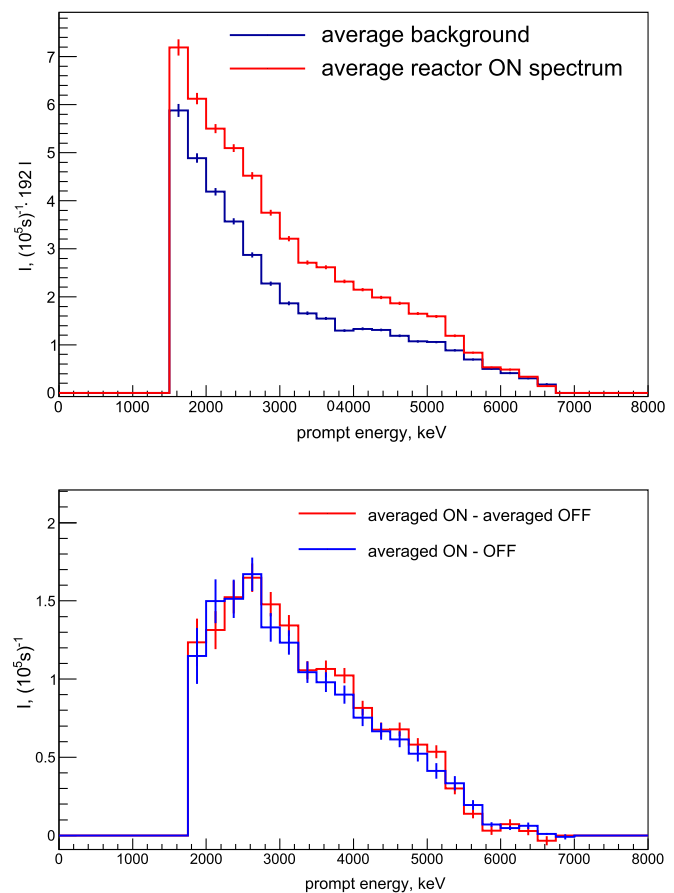 average background
average reactor ON spectrum
I, (10⁵s)⁻¹·192 l
7
6
5
4
3
2
1
0
0 1000 2000 3000 04000 5000 6000 7000 8000
prompt energy, keV
averaged ON - averaged OFF
averaged ON - OFF
I, (10⁵s)⁻¹
2
1.5
1
0.5
0
0 1000 2000 3000 4000 5000 6000 7000 8000
prompt energy, keV